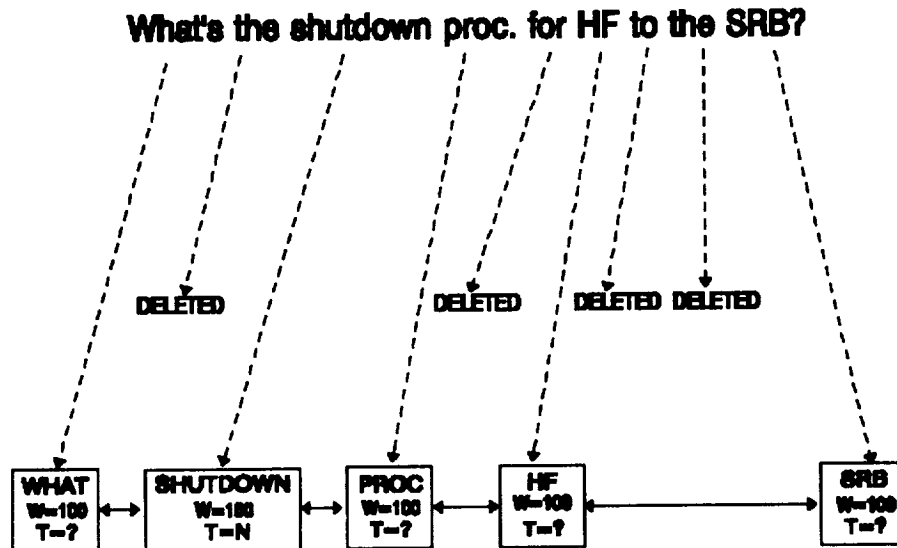 What's the shutdown proc. for HF to the SRB?
DELETED DELETED DELETED DELETED
WHAT SHUTDOWN PROC HF SRB
W=100 W=100 W=100 W=100 W=100
T=? T=N T=? T=? T=?